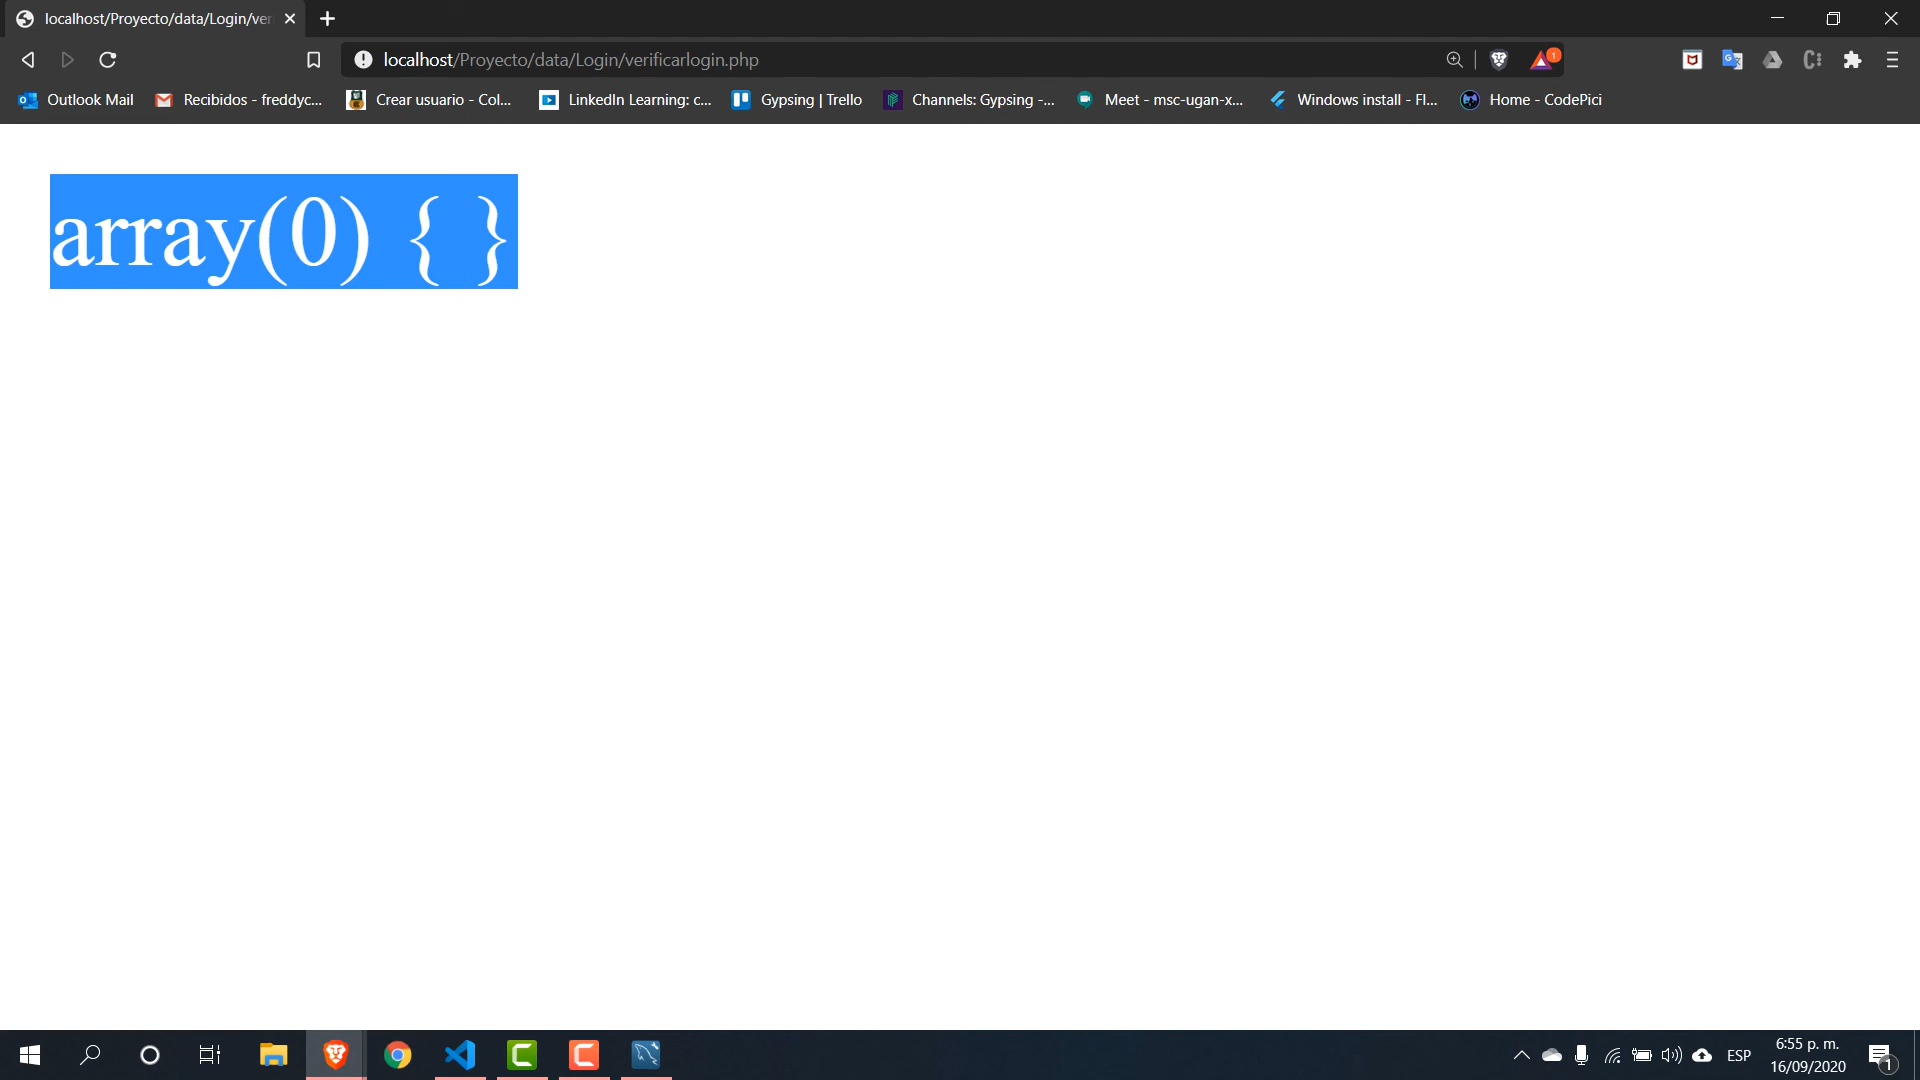 localhost/Proyecto/data/Login/ver
localhost/Proyecto/data/Login/verificarlogin.php
1
Outlook Mail
Recibidos - freddyc...
Crear usuario - Col...
LinkedIn Learning: c...
Gypsing | Trello
Channels: Gypsing -...
Meet - msc-ugan-x...
Windows install - Fl...
Home - CodePici
array(0) { }
ESP
6:55 p. m.
16/09/2020
1